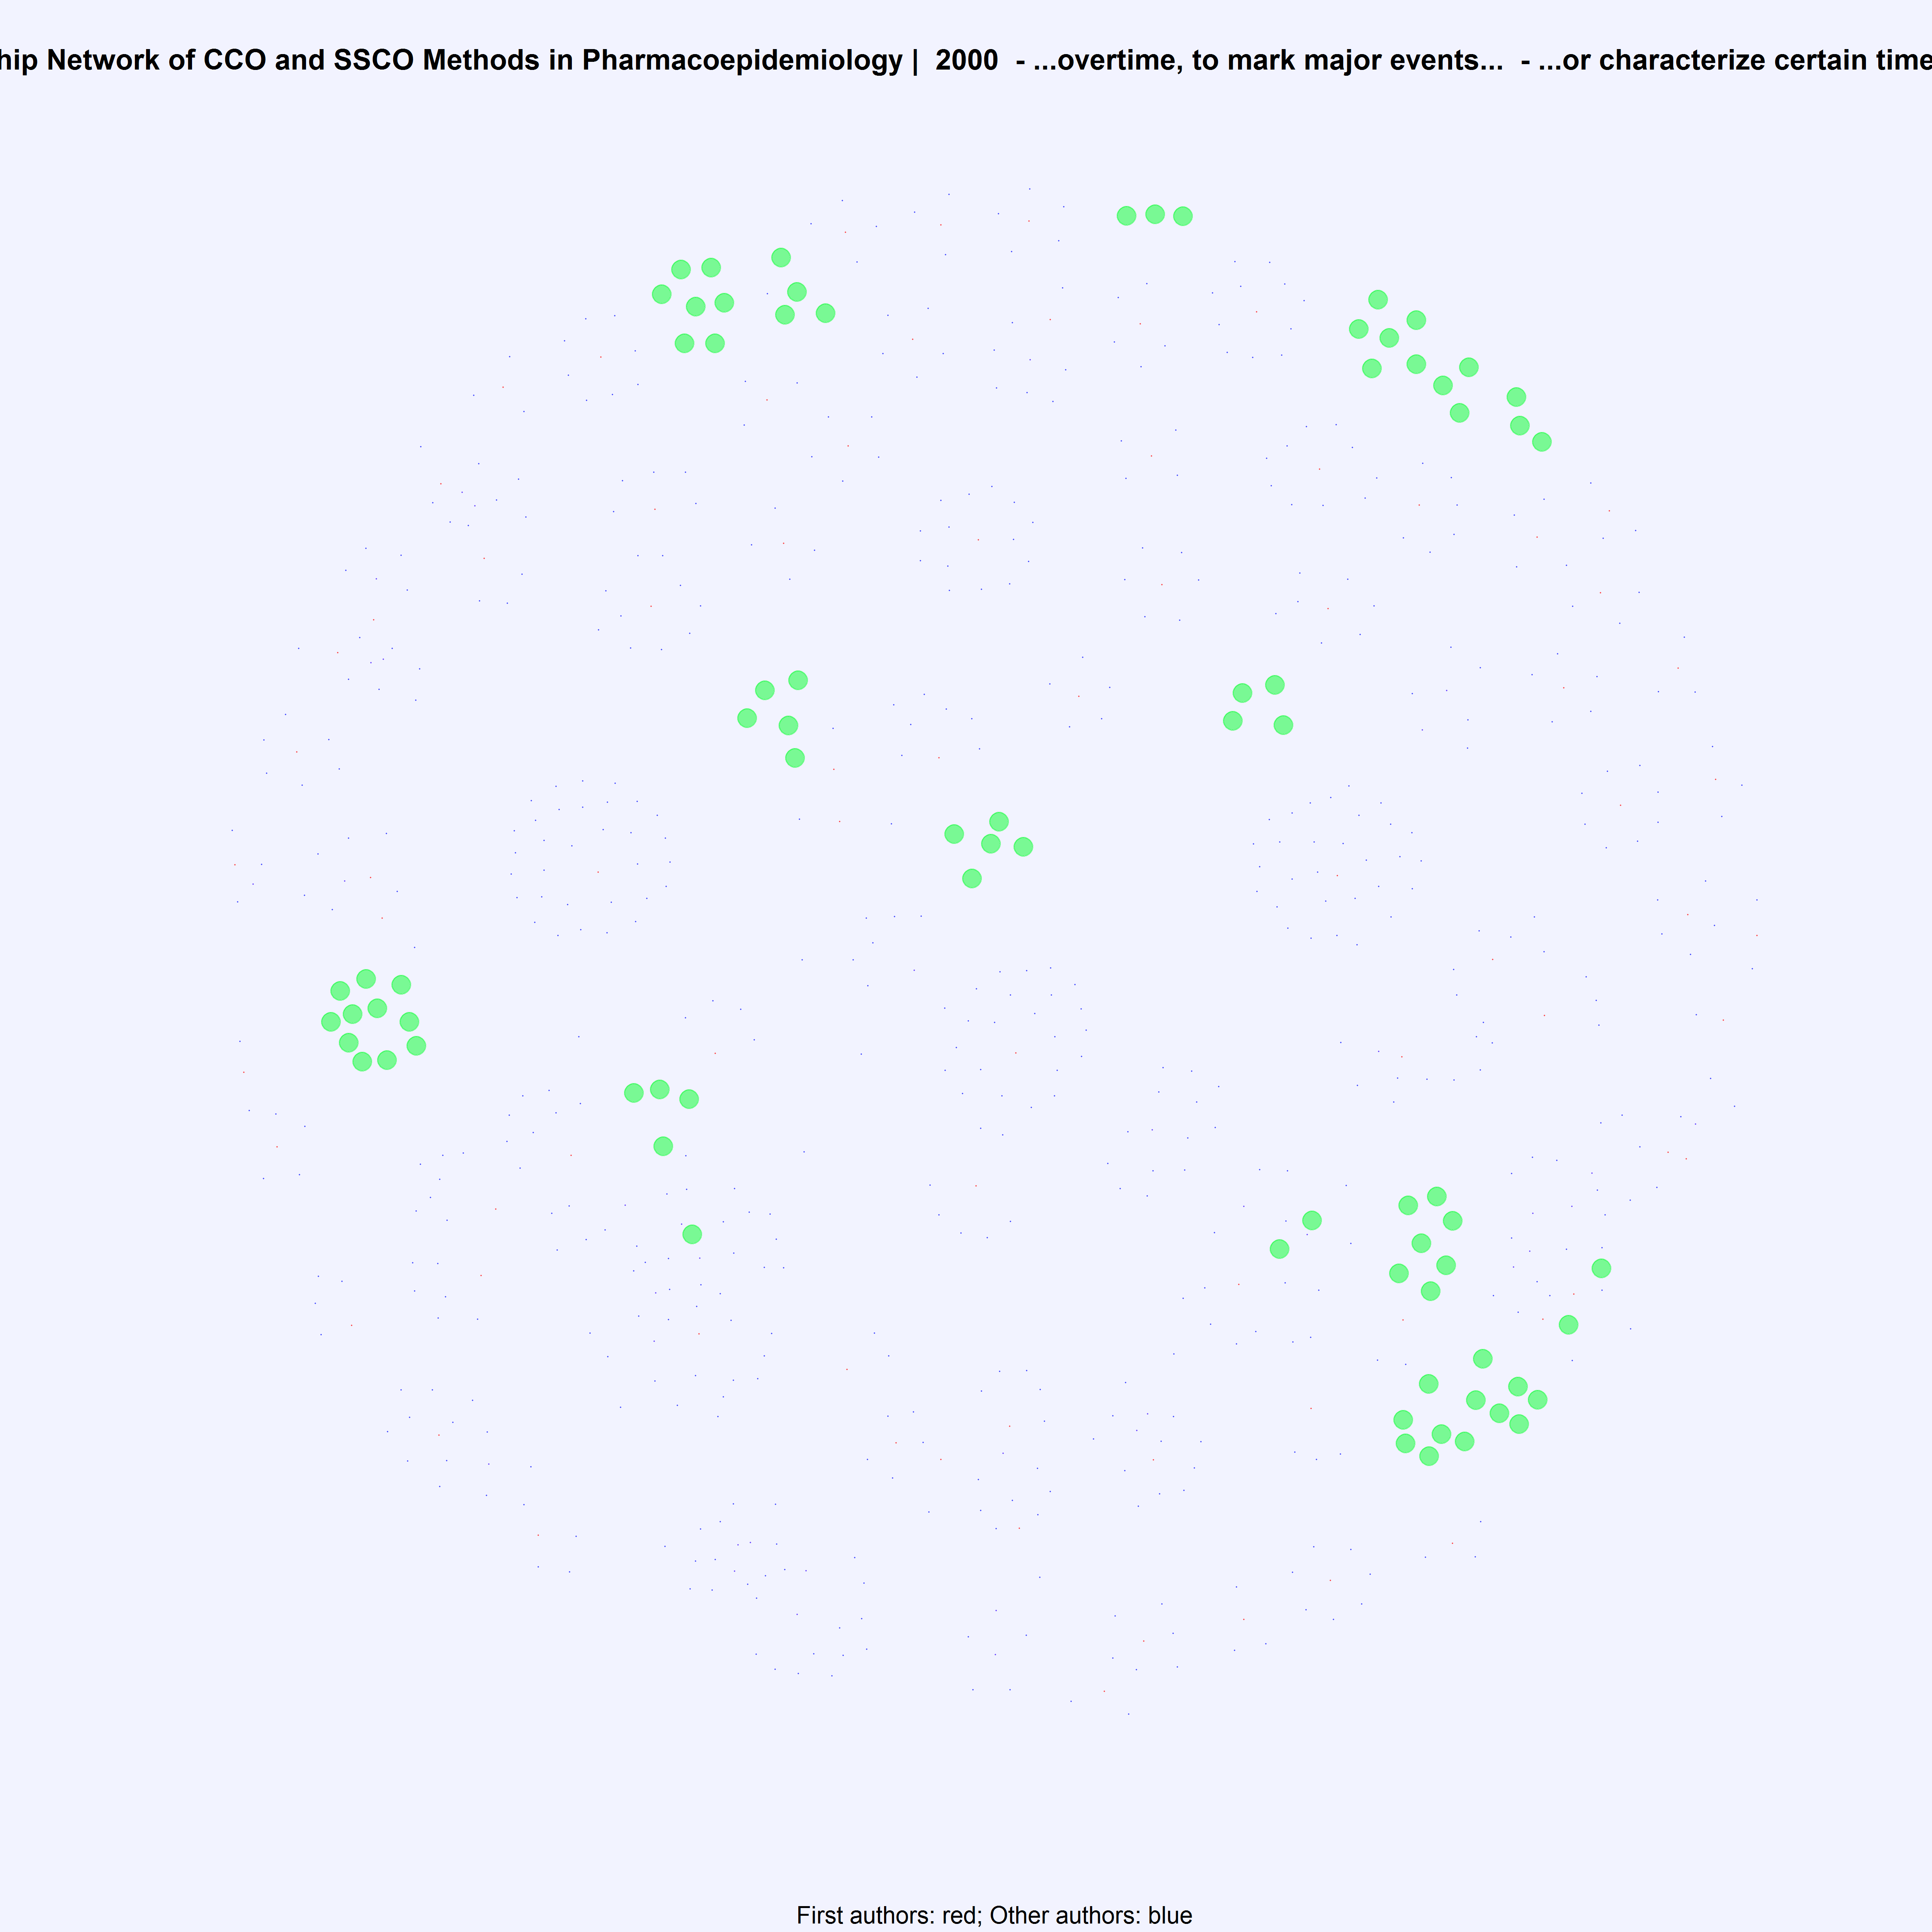 hip Network of CCO and SSCO Methods in Pharmacoepidemiology | 2000 - ...overtime, to mark major events... - ...or characterize certain time
First authors: red; Other authors: blue